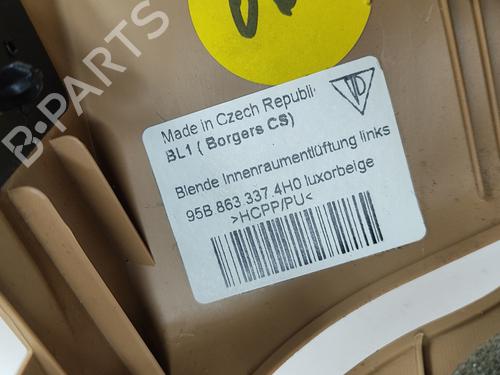 B-PARTS
Made in Czech Republi
BL1 ( Borgers CS)
Blende Innenraumentlüftung links
95B 863 337 4H0 luxorbeige
>HCPP/PU<